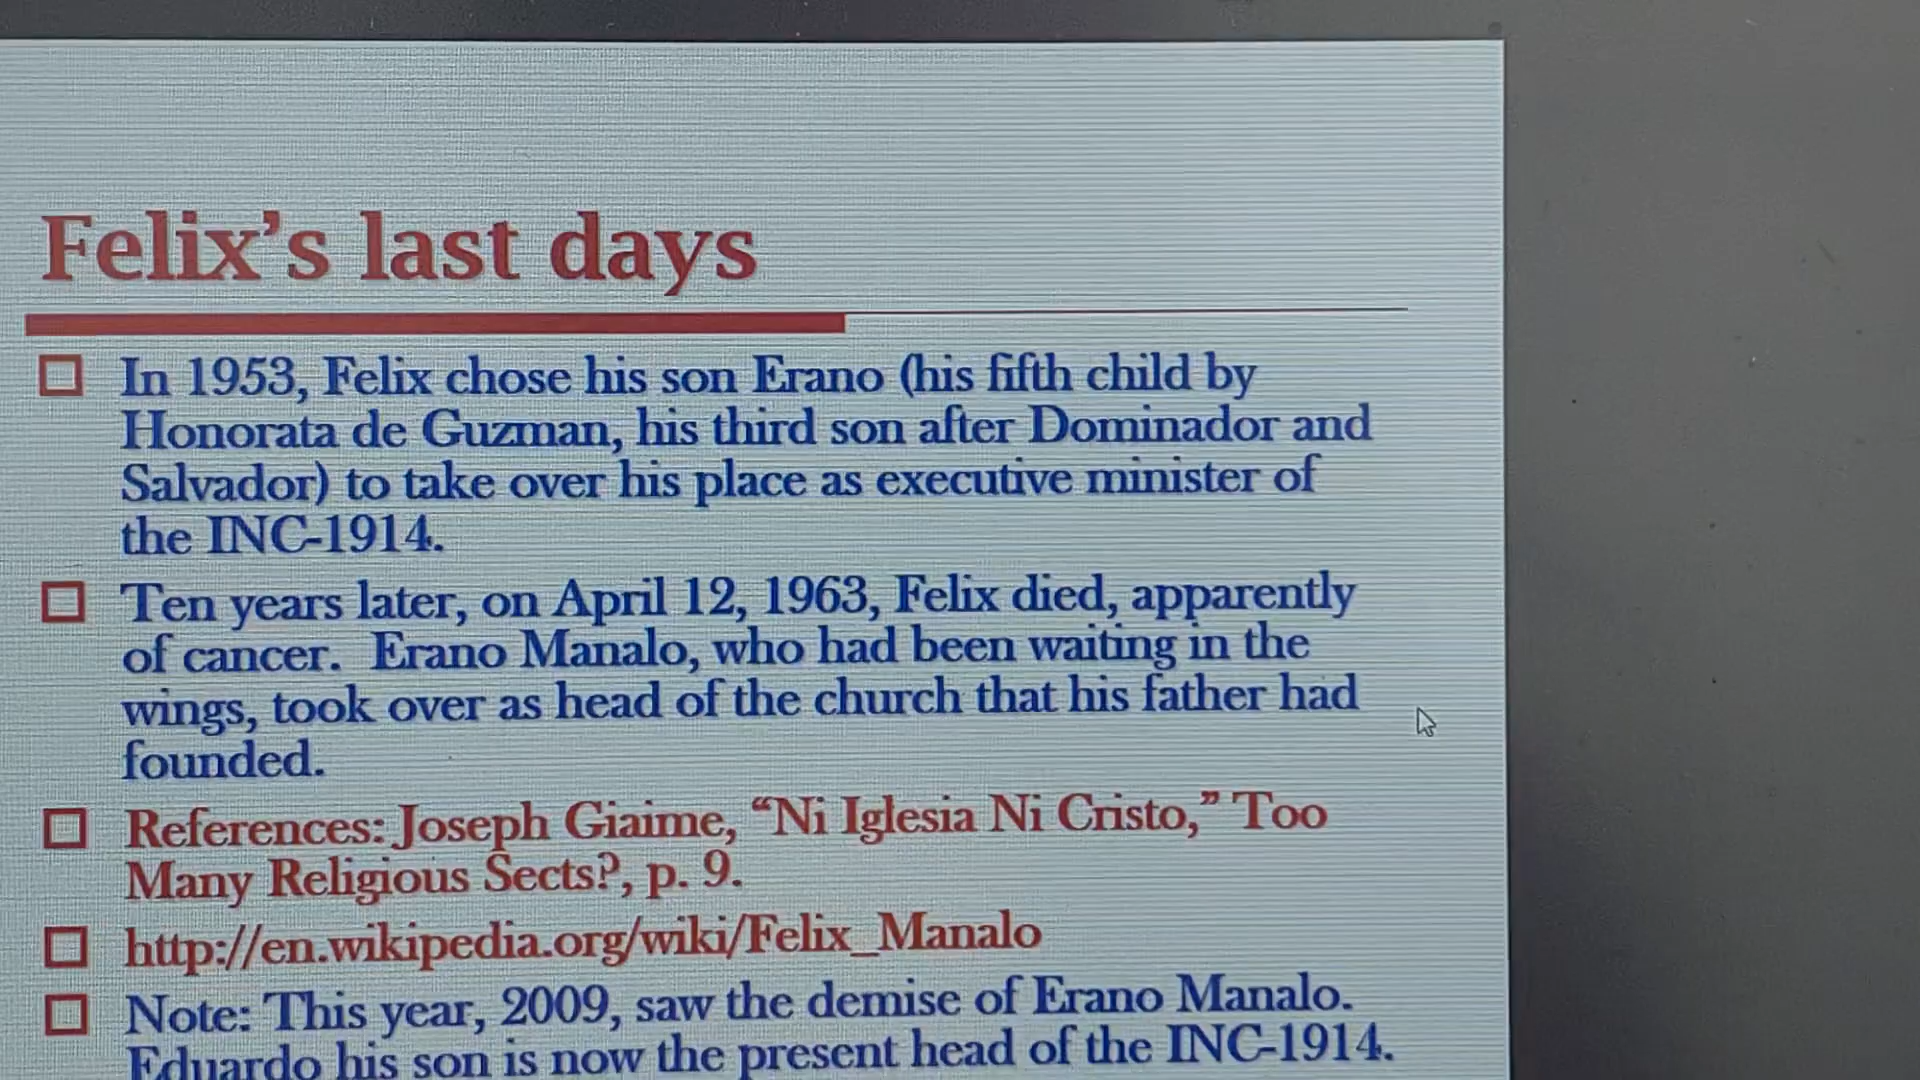 Felix’s last days
In 1953, Felix chose his son Erano (his fifth child by
Honorata de Guzman, his third son after Dominador and
Salvador) to take over his place as executive minister of
the INC-1914.
Ten years later, on April 12, 1963, Felix died, apparently
of cancer.  Erano Manalo, who had been waiting in the
wings, took over as head of the church that his father had
founded.
References: Joseph Giaime, “Ni Iglesia Ni Cristo,” Too
Many Religious Sects?, p. 9.
http://en.wikipedia.org/wiki/Felix_Manalo
Note: This year, 2009, saw the demise of Erano Manalo.
Eduardo his son is now the present head of the INC-1914.